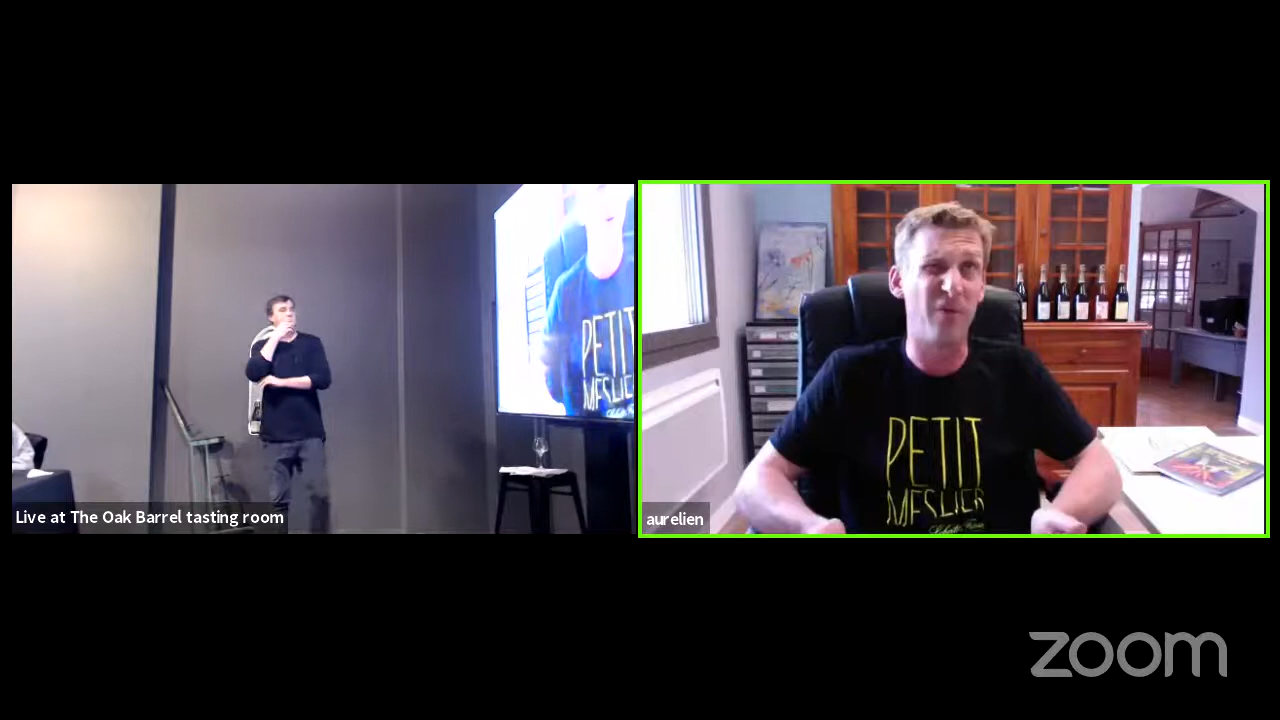 PETIT
MESLIER
Live at The Oak Barrel tasting room
PETIT
MESLIER
aurelien
zoom